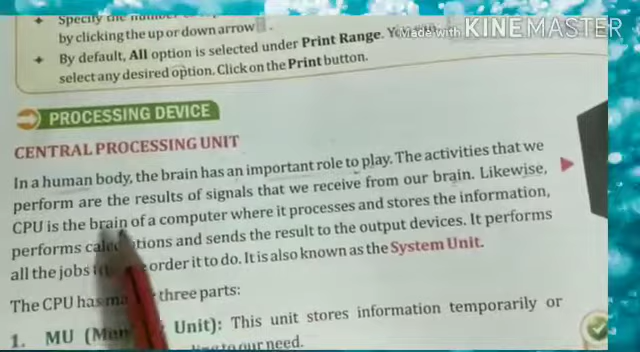 Specify the
by clicking the up or down arrow
By default, All option is selected under Print Range.
Made with KINEMASTER
select any desired option. Click on the Print button.
PROCESSING DEVICE
CENTRAL PROCESSING UNIT
In a human body, the brain has an important role to play. The activities that we
perform are the results of signals that we receive from our brain. Likewise,
CPU is the brain of a computer where it processes and stores the information,
performs and sends the result to the output devices. It performs
all the jobs order it to do. It is also known as the System Unit.
The CPU has three parts:
1. MU ( Unit): This unit stores information temporarily or
to our need.